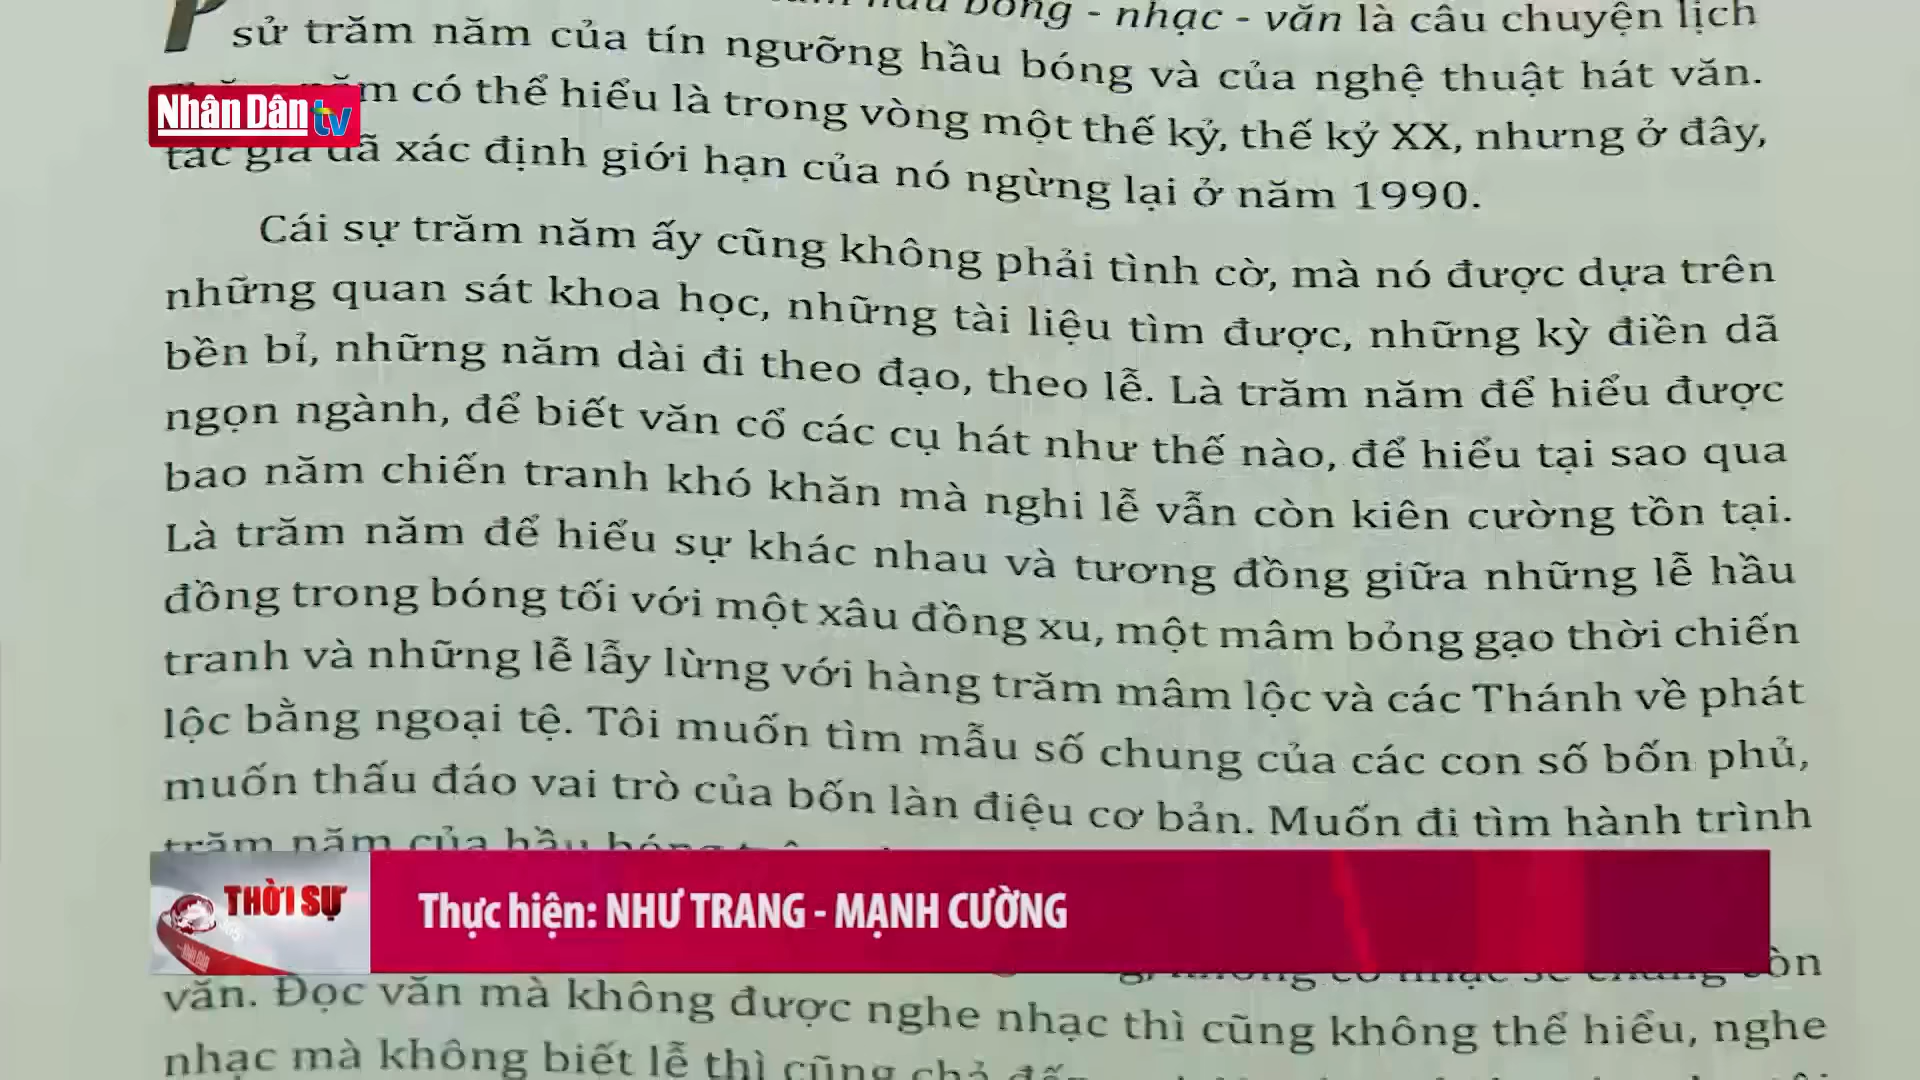 hầu bóng - nhạc - văn là câu chuyện lịch
sử trăm năm của tín ngưỡng hầu bóng và của nghệ thuật hát văn.
năm có thể hiểu là trong vòng một thế kỷ, thế kỷ XX, nhưng ở đây,
Nhân Dân tv
tác giả đã xác định giới hạn của nó ngừng lại ở năm 1990.
Cái sự trăm năm ấy cũng không phải tình cờ, mà nó được dựa trên
những quan sát khoa học, những tài liệu tìm được, những kỳ điền dã
bền bỉ, những năm dài đi theo đạo, theo lễ. Là trăm năm để hiểu được
ngọn ngành, để biết văn cổ các cụ hát như thế nào, để hiểu tại sao qua
bao năm chiến tranh khó khăn mà nghi lễ vẫn còn kiên cường tồn tại.
Là trăm năm để hiểu sự khác nhau và tương đồng giữa những lễ hầu
đồng trong bóng tối với một xâu đồng xu, một mâm bỏng gạo thời chiến
tranh và những lễ lẫy lừng với hàng trăm mâm lộc và các Thánh về phát
lộc bằng ngoại tệ. Tôi muốn tìm mẫu số chung của các con số bốn phủ,
muốn thấu đáo vai trò của bốn làn điệu cơ bản. Muốn đi tìm hành trình
trăm năm của hầu bóng
THỜI SỰ
Thực hiện: NHƯ TRANG - MẠNH CƯỜNG
văn. Đọc văn mà không được nghe nhạc thì cũng không thể hiểu, nghe
nhạc mà không biết lễ thì cũng chả